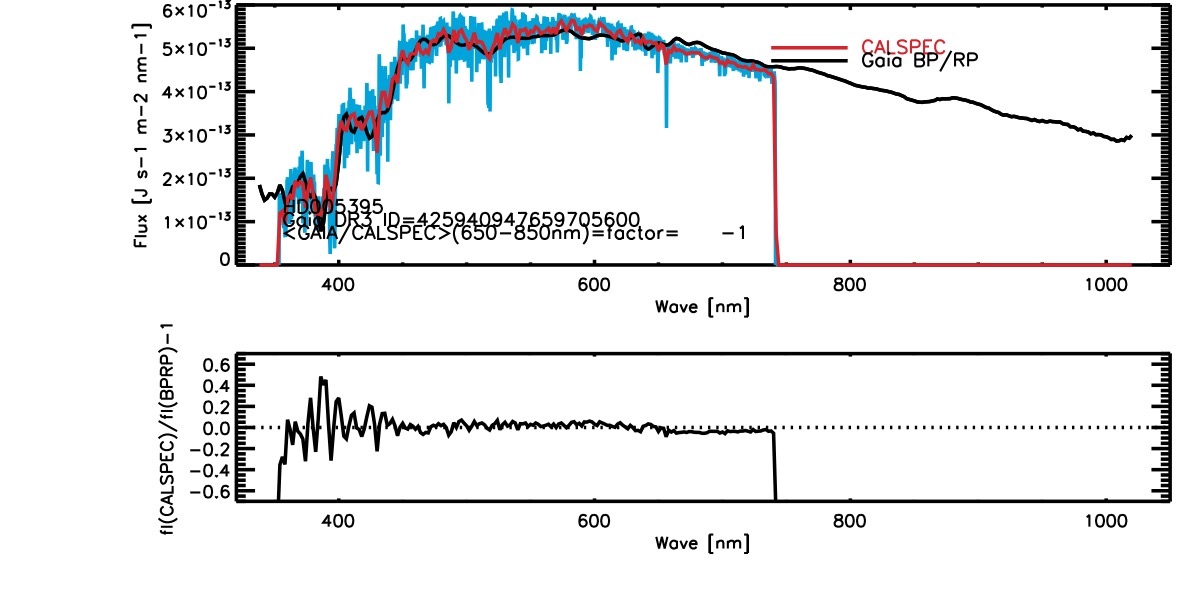 6×10−13
5×10−13
4×10−13
3×10−13
2×10−13
1×10−13
0
Flux [J s−1 m−2 nm−1]
CALSPEC
Gaia BP/RP
HD005395
Gaia DR3 ID=425940947659705600
<GAIA/CALSPEC>(650−850nm)=factor= −1
400 600 800 1000
Wave [nm]
fl(CALSPEC)/fl(BPRP)−1
0.6
0.4
0.2
0.0
−0.2
−0.4
−0.6
400 600 800 1000
Wave [nm]